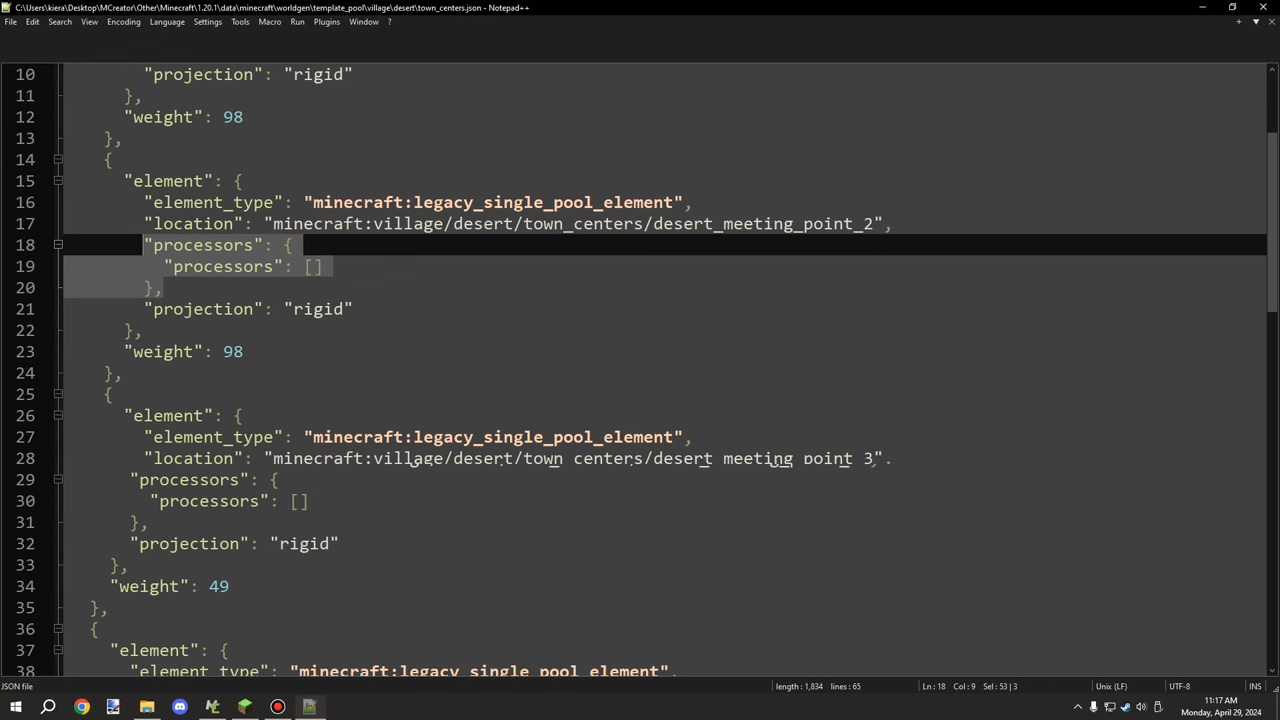 C:\Users\kiera\Desktop\MCreator\Other\Minecraft\1.20.1\data\minecraft\worldgen\template_pool\village\desert\town_centers.json - Notepad++
File Edit Search View Encoding Language Settings Tools Macro Run Plugins Window ?
10 "projection": "rigid"
11 },
12 "weight": 98
13 },
14 {
15 "element": {
16 "element_type": "minecraft:legacy_single_pool_element",
17 "location": "minecraft:village/desert/town_centers/desert_meeting_point_2",
18 "processors": {
19 "processors": []
20 },
21 "projection": "rigid"
22 },
23 "weight": 98
24 },
25 {
26 "element": {
27 "element_type": "minecraft:legacy_single_pool_element",
28 "location": "minecraft:village/desert/town_centers/desert_meeting_point_3",
29 "processors": {
30 "processors": []
31 },
32 "projection": "rigid"
33 },
34 "weight": 49
35 },
36 {
37 "element": {
38 "element_type": "minecraft:legacy_single_pool_element",
JSON file length : 1,834 lines : 65 Ln : 18 Col : 9 Sel : 53 | 3 Unix (LF) UTF-8 INS
11:17 AM
Monday, April 29, 2024